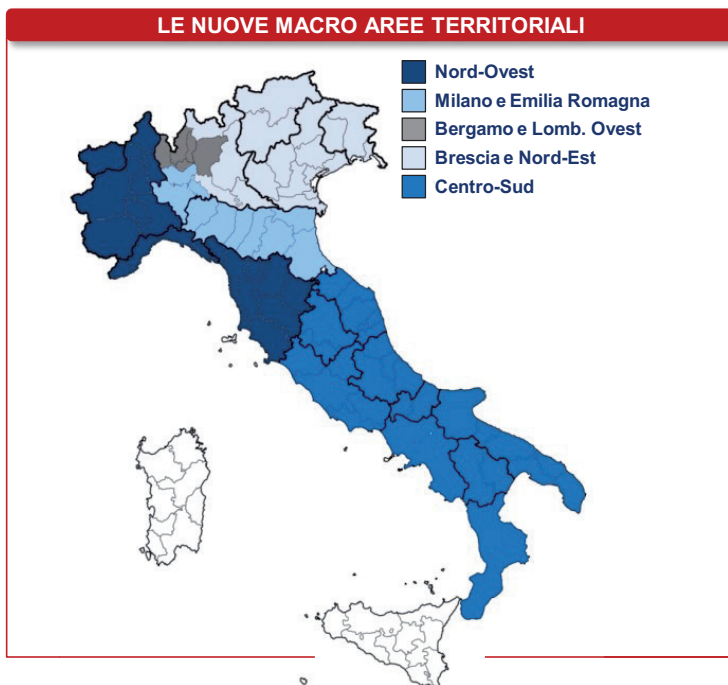 LE NUOVE MACRO AREE TERRITORIALI
Nord-Ovest
Milano e Emilia Romagna
Bergamo e Lomb. Ovest
Brescia e Nord-Est
Centro-Sud